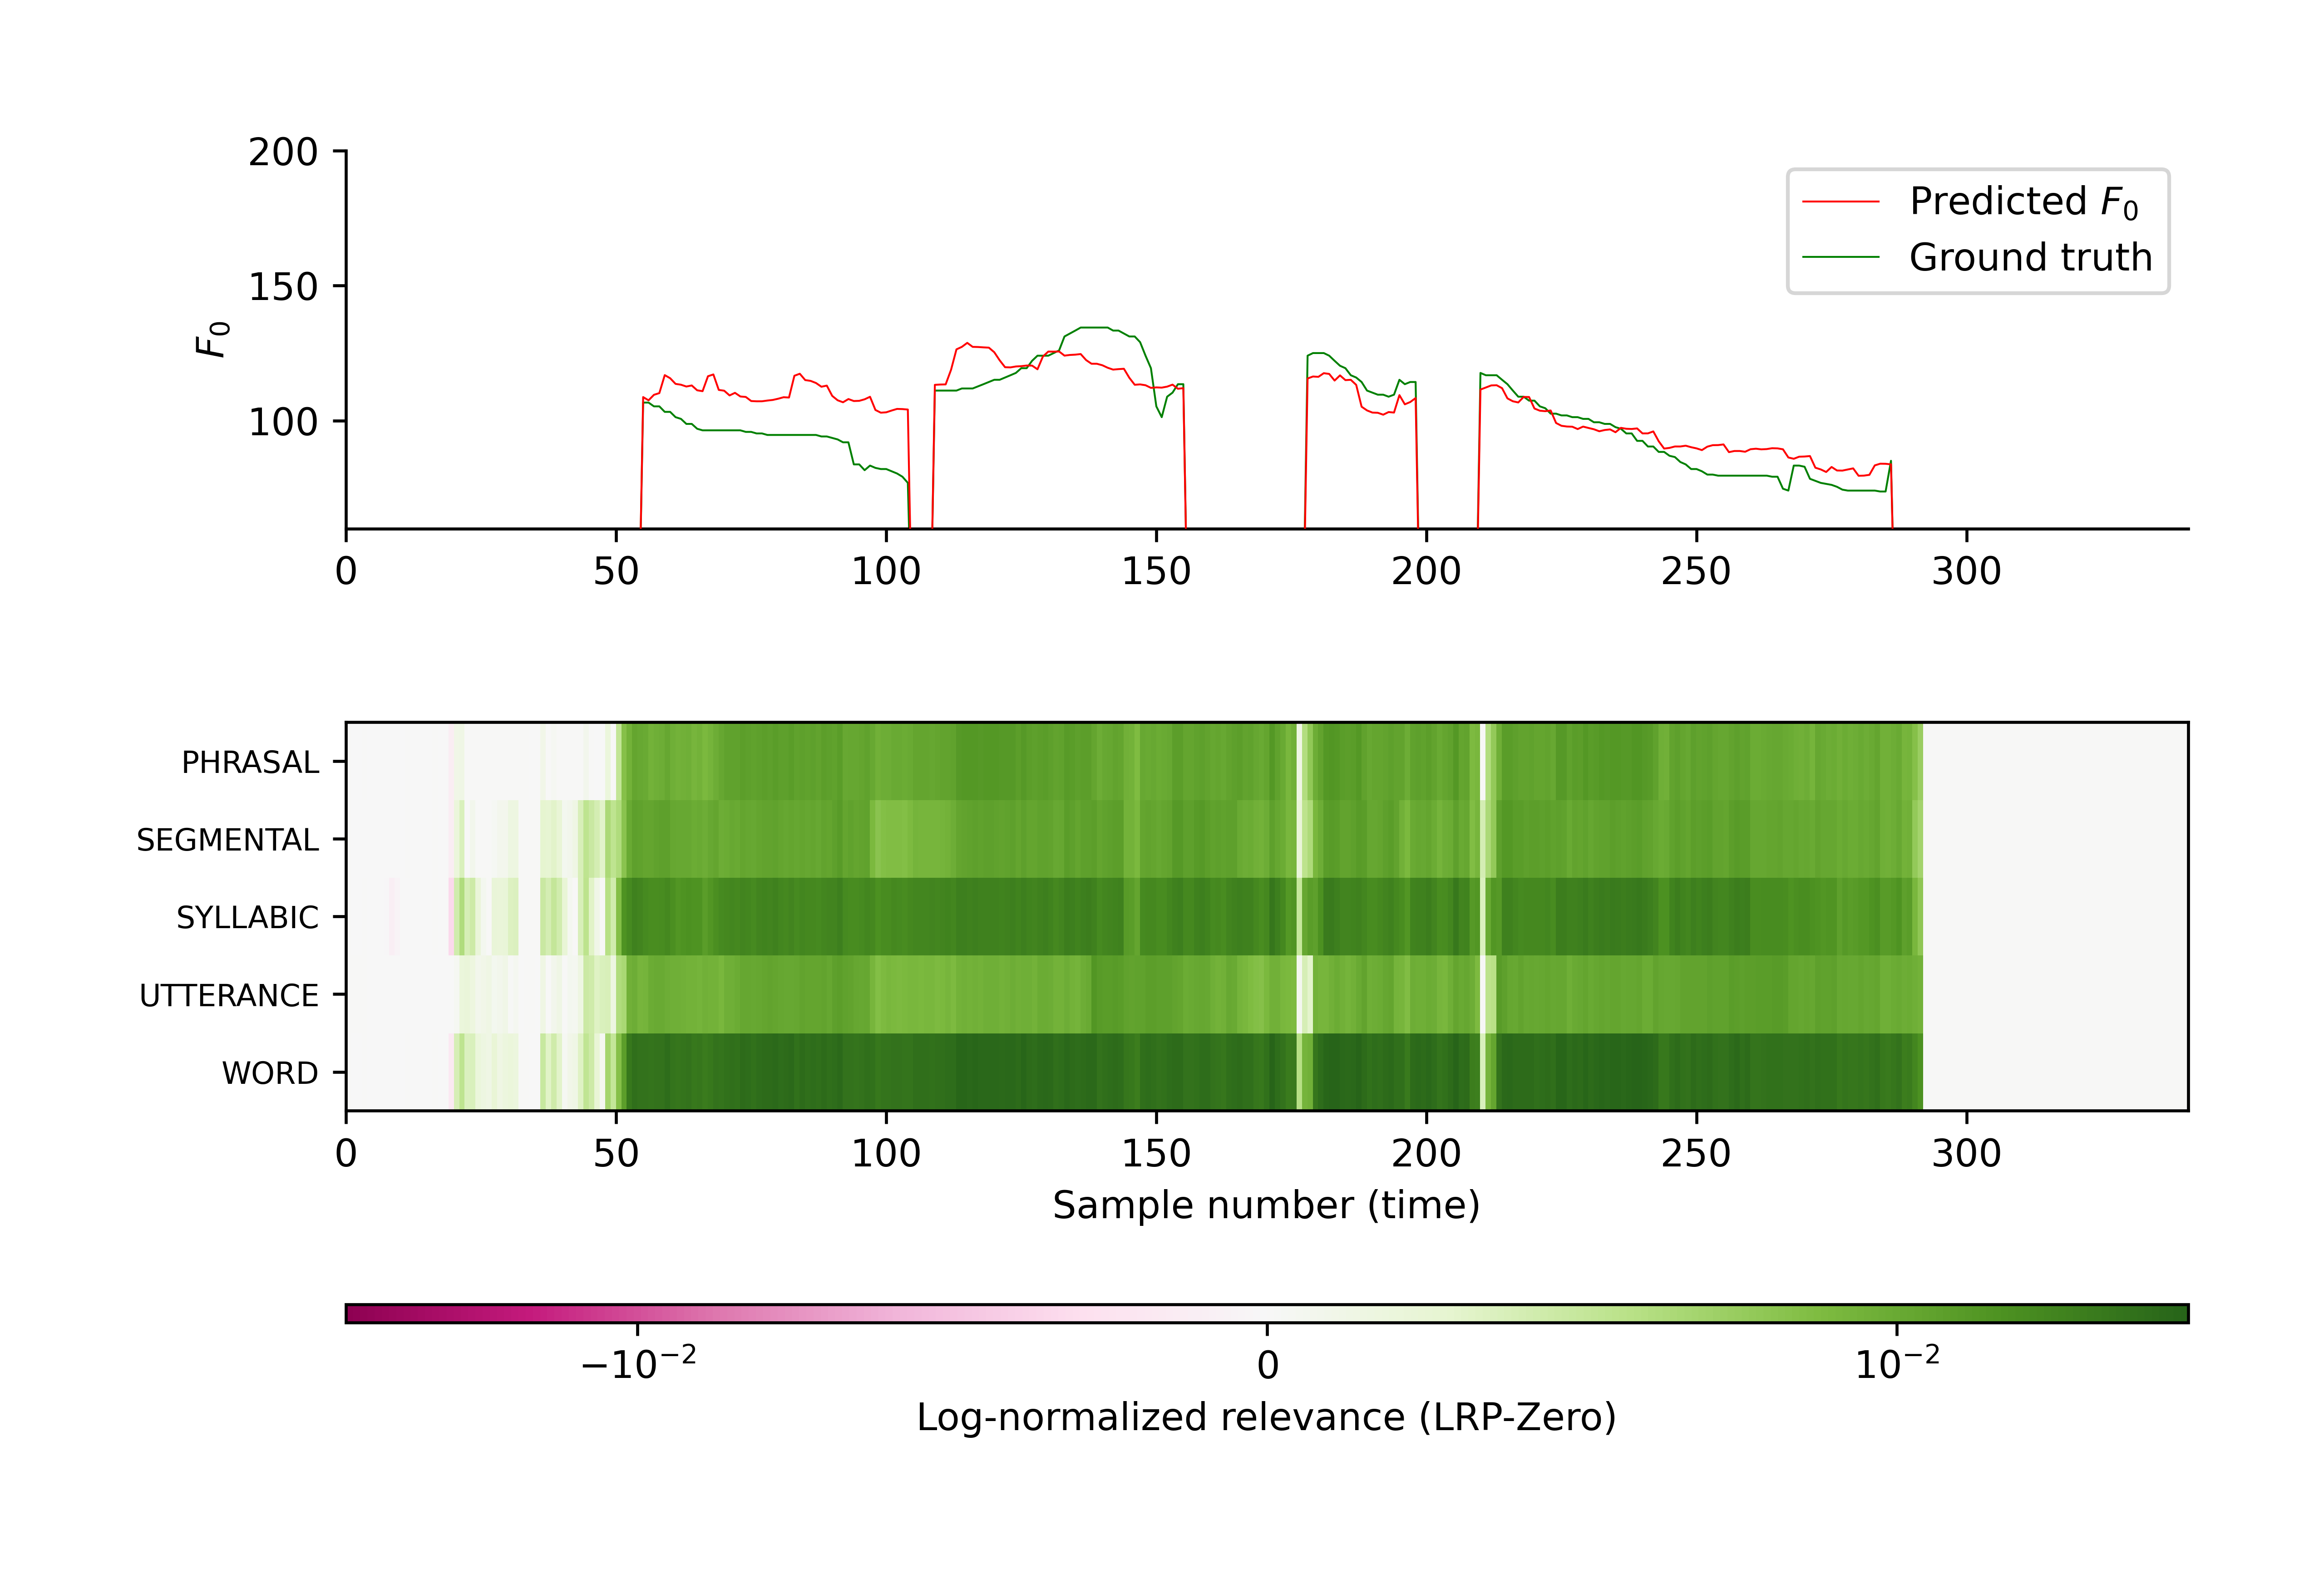 200
150
100
F₀
Predicted F₀
Ground truth
0 50 100 150 200 250 300
PHRASAL
SEGMENTAL
SYLLABIC
UTTERANCE
WORD
0 50 100 150 200 250 300
Sample number (time)
−10⁻² 0 10⁻²
Log-normalized relevance (LRP-Zero)